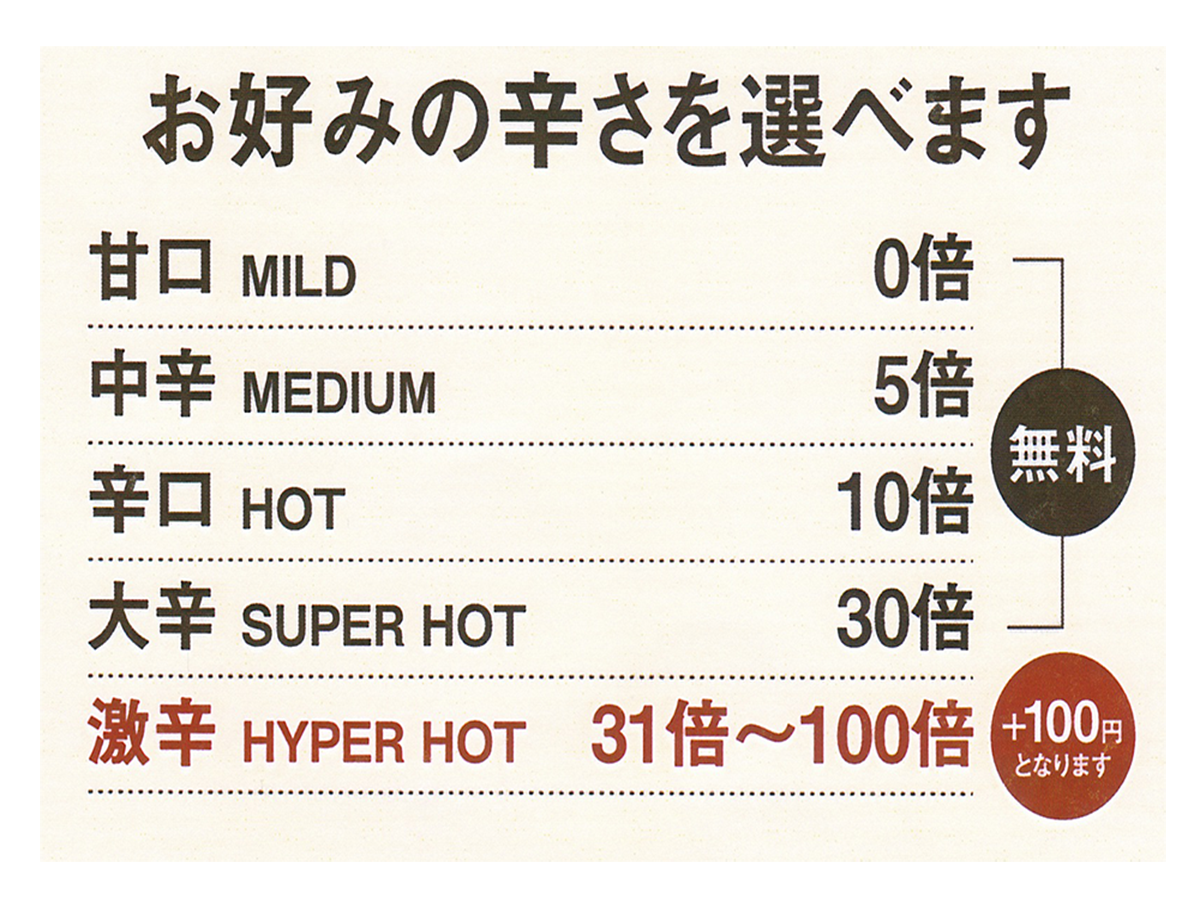 お好みの辛さを選べます
甘口 MILD 0倍
中辛 MEDIUM 5倍
辛口 HOT 10倍
大辛 SUPER HOT 30倍
無料
激辛 HYPER HOT 31倍～100倍
+100円
となります